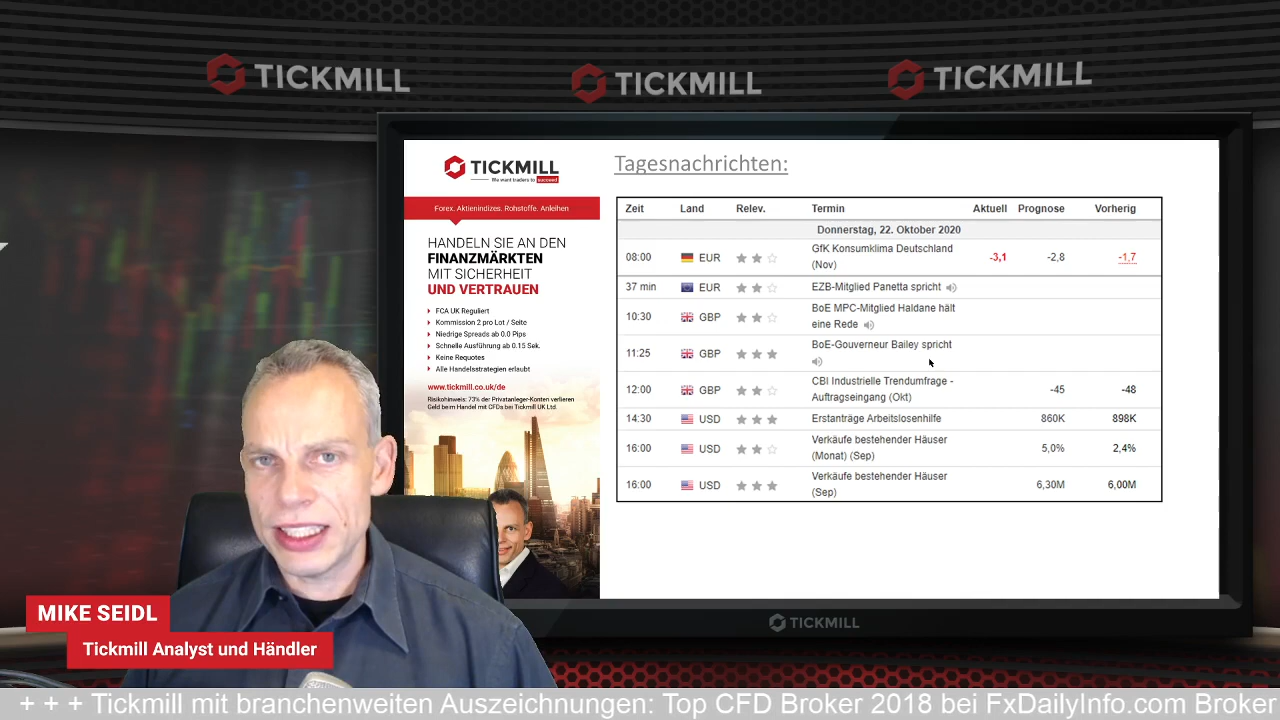 TICKMILL
TICKMILL
TICKMILL
TICKMILL
We want traders to succeed
Forex. Aktienindizes. Rohstoffe. Anleihen
HANDELN SIE AN DEN
FINANZMÄRKTEN
MIT SICHERHEIT
UND VERTRAUEN
FCA UK Reguliert
Kommission 2 pro Lot / Seite
Niedrige Spreads ab 0.0 Pips
Schnelle Ausführung ab 0.15 Sek.
Keine Requotes
Alle Handelsstrategien erlaubt
www.tickmill.co.uk/de
Risikohinweis: 73% der Privatanleger-Konten verlieren
Geld beim Handel mit CFDs bei Tickmill UK Ltd.
Tagesnachrichten:
Zeit Land Relev. Termin Aktuell Prognose Vorherig
Donnerstag, 22. Oktober 2020
08:00 EUR GfK Konsumklima Deutschland
(Nov) -3,1 -2,8 -1,7
37 min EUR EZB-Mitglied Panetta spricht
10:30 GBP BoE MPC-Mitglied Haldane hält
eine Rede
11:25 GBP BoE-Gouverneur Bailey spricht
12:00 GBP CBI Industrielle Trendumfrage -
Auftragseingang (Okt) -45 -48
14:30 USD Erstanträge Arbeitslosenhilfe 860K 898K
16:00 USD Verkäufe bestehender Häuser
(Monat) (Sep) 5,0% 2,4%
16:00 USD Verkäufe bestehender Häuser
(Sep) 6,30M 6,00M
TICKMILL
MIKE SEIDL
Tickmill Analyst und Händler
+ + + Tickmill mit branchenweiten Auszeichnungen: Top CFD Broker 2018 bei FxDailyInfo.com Broker